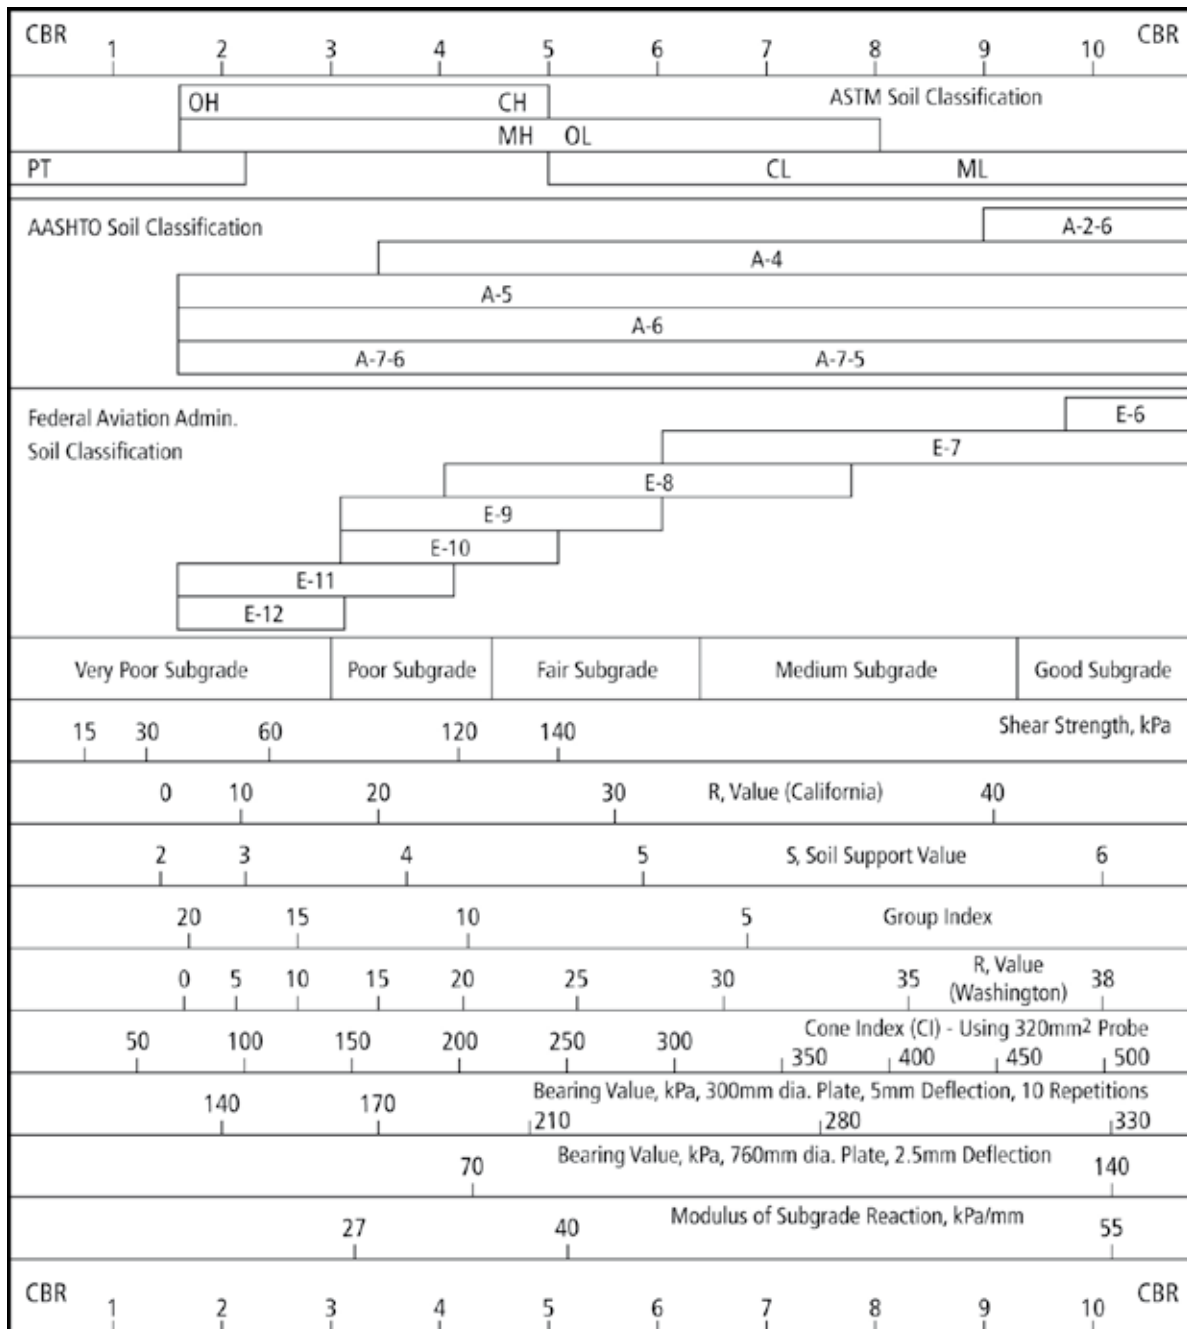 CBR 1 2 3 4 5 6 7 8 9 10 CBR
OH CH ASTM Soil Classification
MH OL
PT CL ML
AASHTO Soil Classification A-2-6
A-4
A-5
A-6
A-7-6 A-7-5
Federal Aviation Admin. E-6
Soil Classification E-7
E-8
E-9
E-10
E-11
E-12
Very Poor Subgrade Poor Subgrade Fair Subgrade Medium Subgrade Good Subgrade
15 30 60 120 140 Shear Strength, kPa
0 10 20 30 R, Value (California) 40
2 3 4 5 S, Soil Support Value 6
20 15 10 5 Group Index
0 5 10 15 20 25 30 35 R, Value (Washington) 38
Cone Index (CI) - Using 320mm2 Probe
50 100 150 200 250 300 350 400 450 500
Bearing Value, kPa, 300mm dia. Plate, 5mm Deflection, 10 Repetitions
140 170 210 280 330
Bearing Value, kPa, 760mm dia. Plate, 2.5mm Deflection
70 140
Modulus of Subgrade Reaction, kPa/mm
27 40 55
CBR 1 2 3 4 5 6 7 8 9 10 CBR